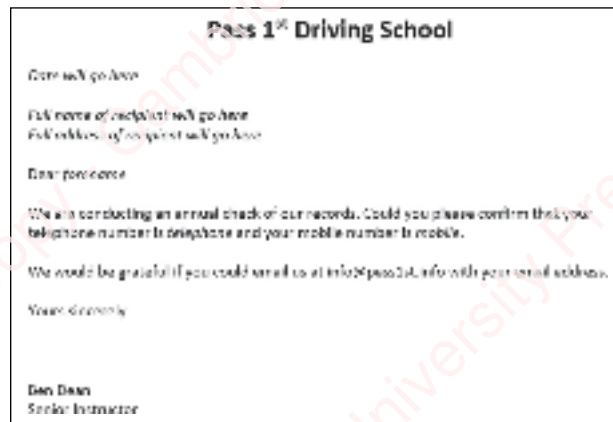 Pass 1st Driving School
Date will go here
Full name of recipient will go here
Full address of recipient will go here
Dear forename
We are conducting an annual check of our records. Could you please confirm that your
telephone number is telephone and your mobile number is mobile.
We would be grateful if you could email us at info@pass1st.info with your email address.
Yours sincerely
Ben Dean
Senior Instructor